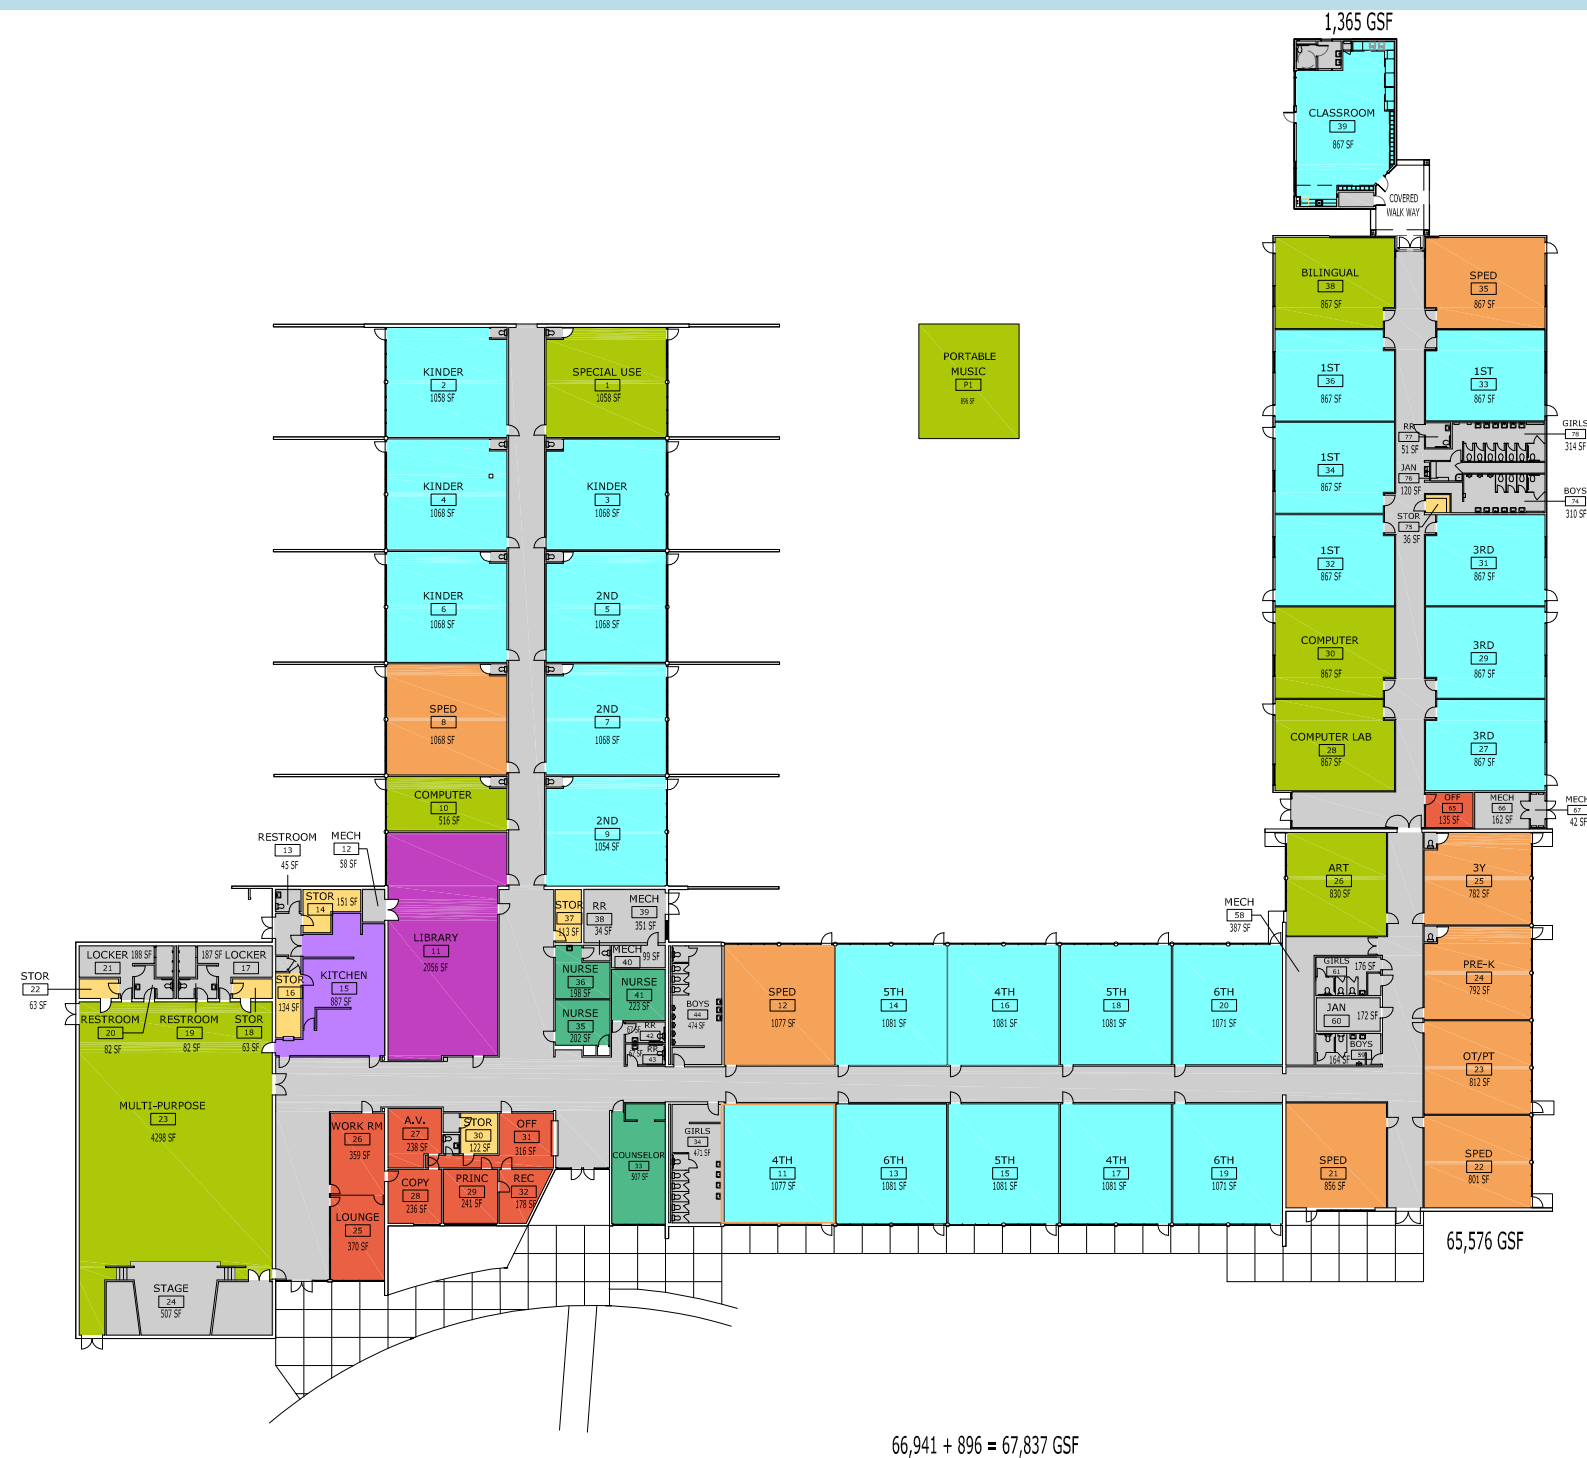 1,365 GSF
CLASSROOM
39
867 SF
COVERED
WALK WAY
BILINGUAL
38
867 SF
SPED
35
867 SF
KINDER
2
1058 SF
SPECIAL USE
1
1058 SF
PORTABLE
MUSIC
P1
896 SF
1ST
36
867 SF
1ST
33
867 SF
RR
77
51 SF
GIRLS
78
314 SF
1ST
34
867 SF
JAN
76
120 SF
BOYS
74
310 SF
STOR
75
36 SF
KINDER
4
1068 SF
KINDER
3
1068 SF
1ST
32
867 SF
3RD
31
867 SF
KINDER
6
1068 SF
2ND
5
1068 SF
COMPUTER
30
867 SF
3RD
29
867 SF
SPED
8
1068 SF
2ND
7
1068 SF
COMPUTER LAB
28
867 SF
3RD
27
867 SF
COMPUTER
10
516 SF
2ND
9
1054 SF
OFF
65
135 SF
MECH
66
162 SF
MECH
67
42 SF
RESTROOM
13
45 SF
MECH
12
58 SF
ART
26
830 SF
3Y
25
782 SF
STOR
14
151 SF
LIBRARY
11
2056 SF
STOR
37
113 SF
RR
38
34 SF
MECH
39
351 SF
MECH
58
387 SF
LOCKER
21
188 SF
187 SF
LOCKER
17
STOR
22
63 SF
STOR
16
134 SF
KITCHEN
15
887 SF
NURSE
36
198 SF
MECH
40
99 SF
NURSE
41
223 SF
GIRLS
61
176 SF
PRE-K
24
792 SF
RESTROOM
20
82 SF
RESTROOM
19
82 SF
STOR
18
63 SF
NURSE
35
202 SF
67 SF
RR
42
67 SF
RR
43
BOYS
44
474 SF
SPED
12
1077 SF
5TH
14
1081 SF
4TH
16
1081 SF
5TH
18
1081 SF
6TH
20
1071 SF
JAN
60
172 SF
164 SF
BOYS
59
OT/PT
23
812 SF
MULTI-PURPOSE
23
4298 SF
WORK RM
26
359 SF
A.V.
27
238 SF
STOR
30
122 SF
OFF
31
316 SF
COUNSELOR
33
507 SF
GIRLS
34
471 SF
4TH
11
1077 SF
6TH
13
1081 SF
5TH
15
1081 SF
4TH
17
1081 SF
6TH
19
1071 SF
SPED
21
856 SF
SPED
22
801 SF
COPY
28
236 SF
PRINC
29
241 SF
REC
32
178 SF
LOUNGE
25
370 SF
65,576 GSF
STAGE
24
507 SF
66,941 + 896 = 67,837 GSF